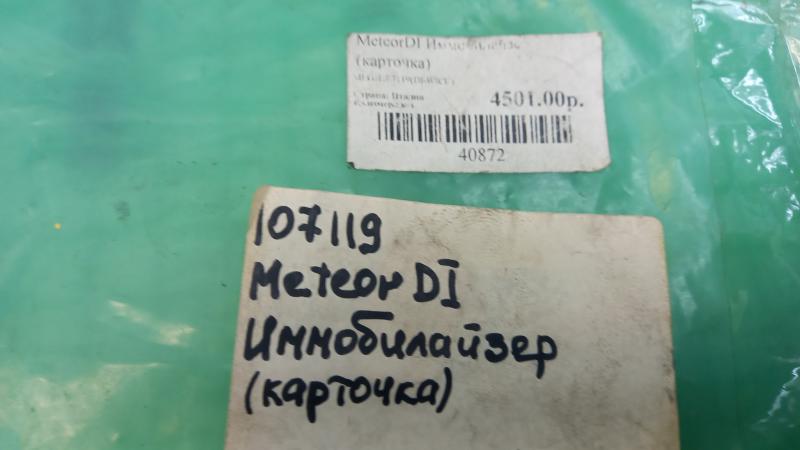 MeteorDI Иммобилайзе
(карточка)
Страна: Италия
4501.00р.
40872
107119
Meteor DI
Иммобилайзер
(карточка)